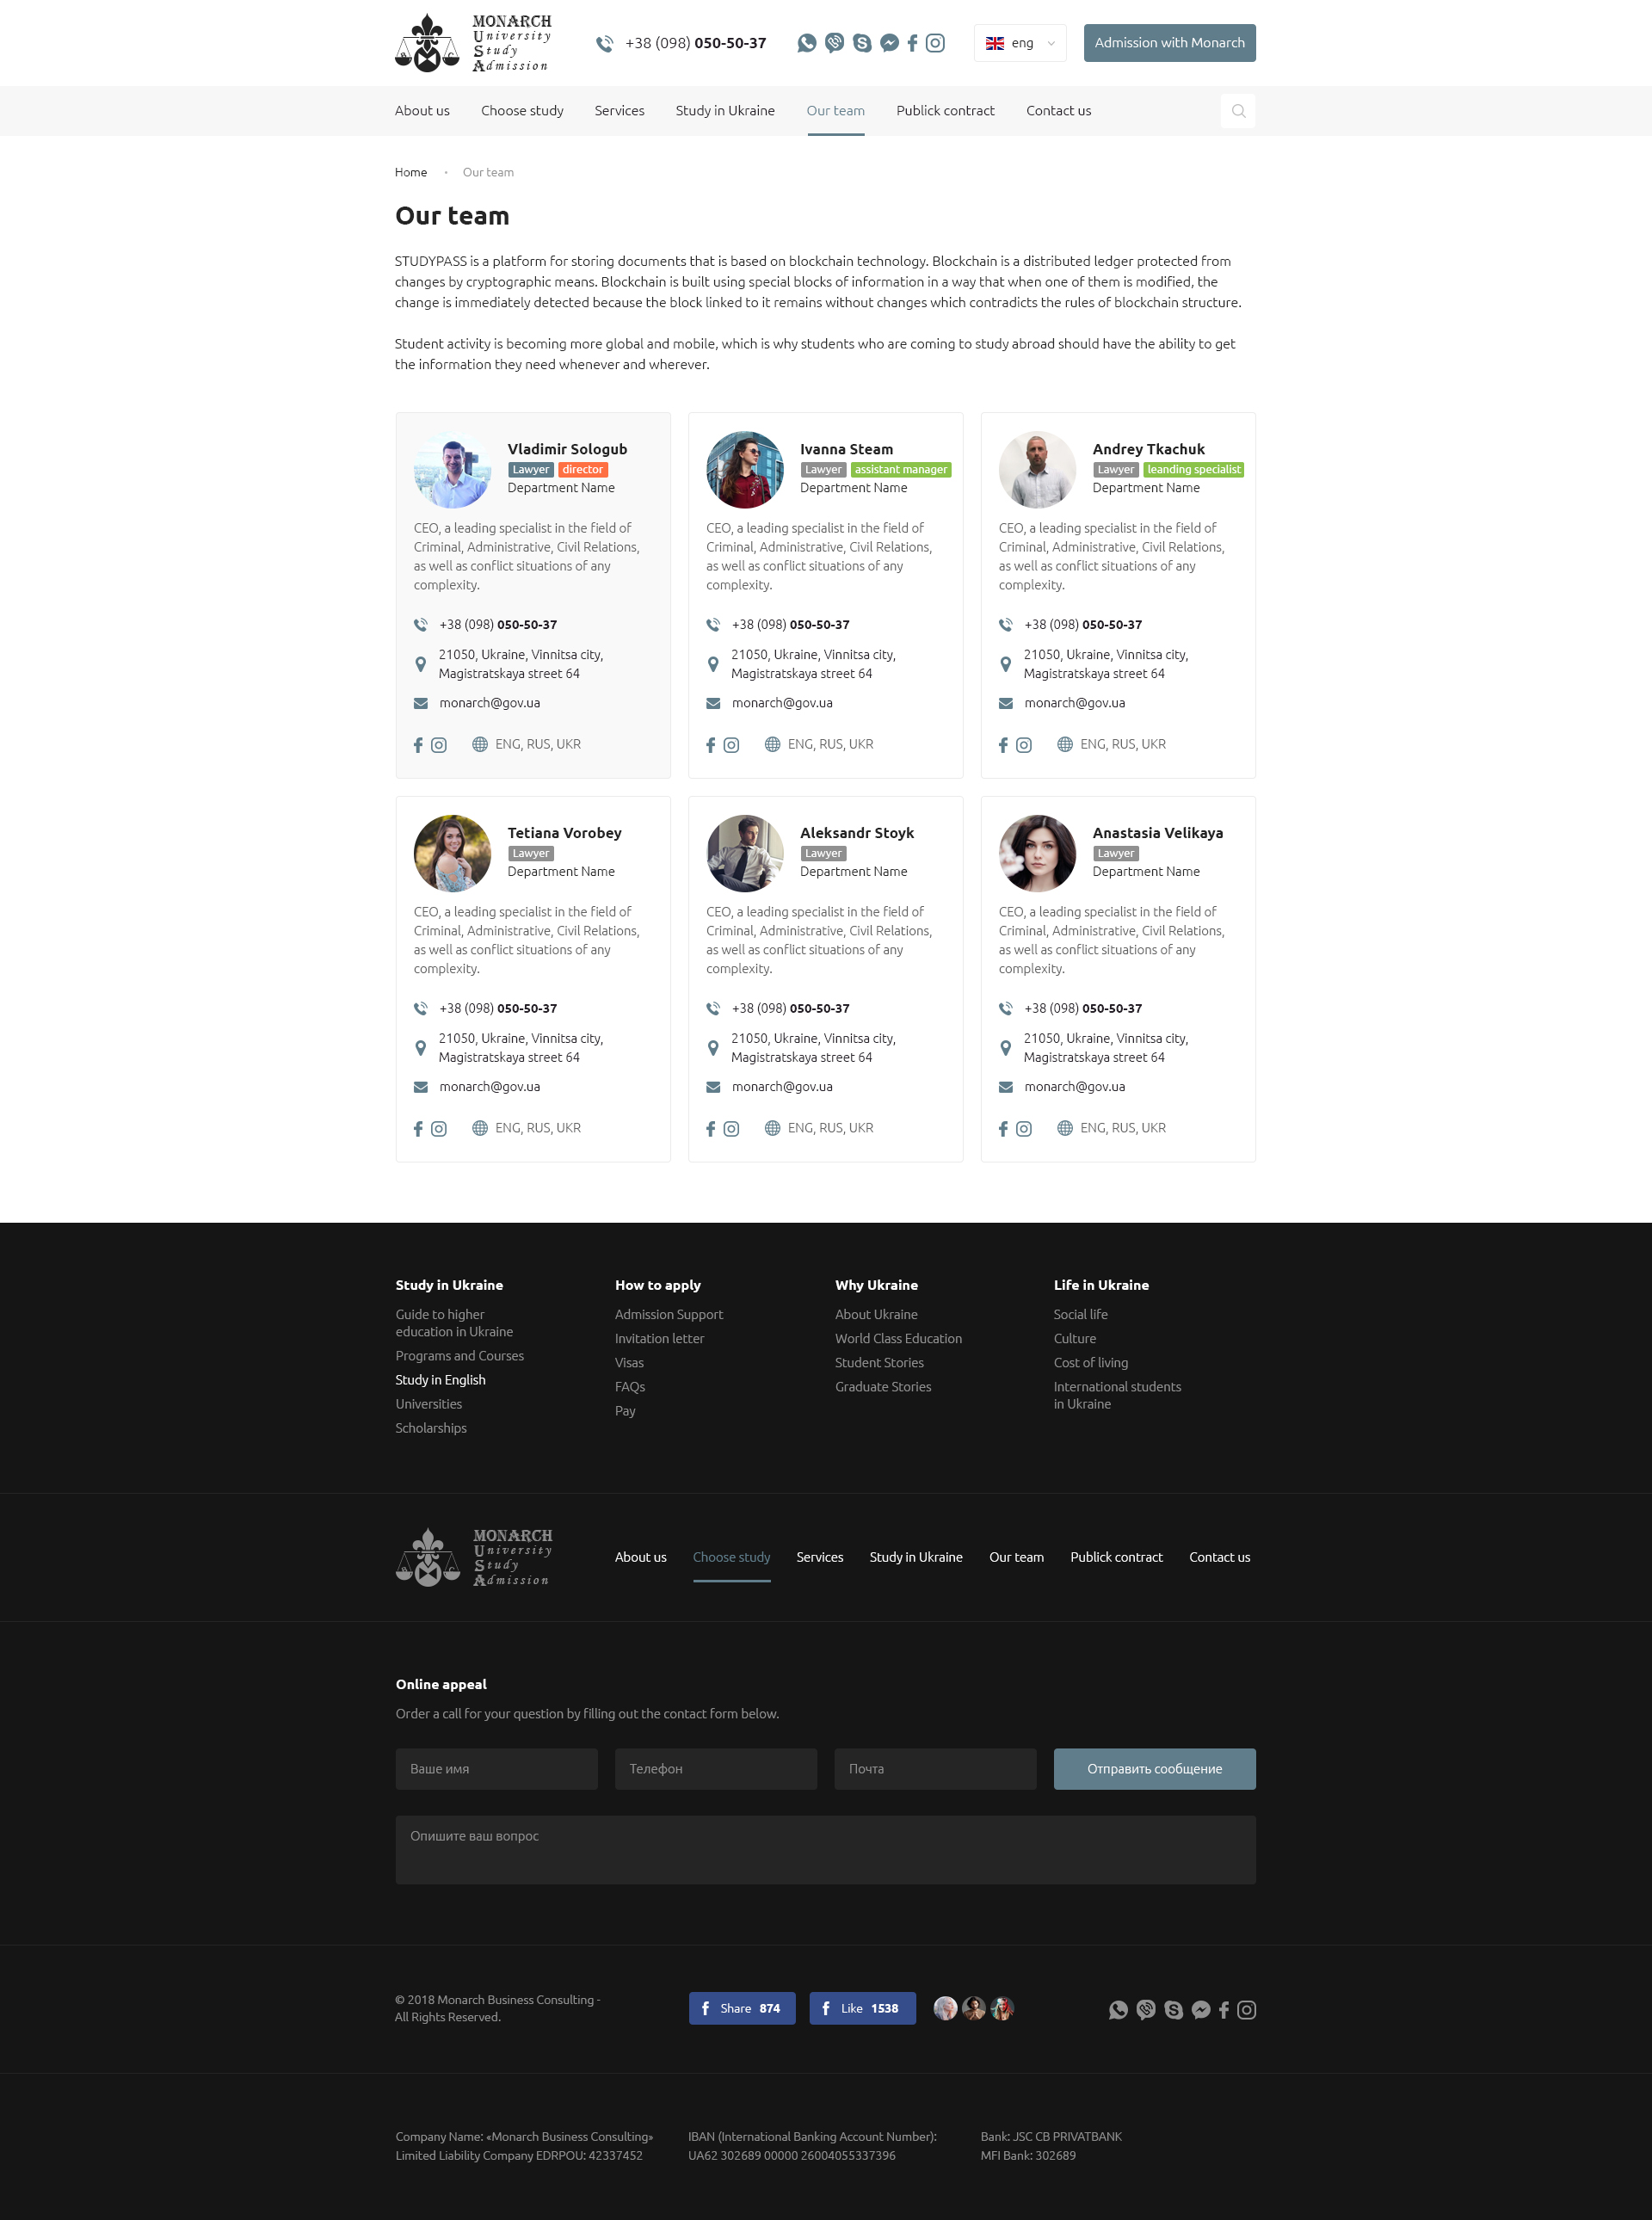 MONARCH
University
Study
Admission
+38 (098) 050-50-37
eng
Admission with Monarch
About us
Choose study
Services
Study in Ukraine
Our team
Publick contract
Contact us
Home • Our team
Our team
STUDYPASS is a platform for storing documents that is based on blockchain technology. Blockchain is a distributed ledger protected from
changes by cryptographic means. Blockchain is built using special blocks of information in a way that when one of them is modified, the
change is immediately detected because the block linked to it remains without changes which contradicts the rules of blockchain structure.
Student activity is becoming more global and mobile, which is why students who are coming to study abroad should have the ability to get
the information they need whenever and wherever.
Vladimir Sologub
Lawyer director
Department Name
CEO, a leading specialist in the field of
Criminal, Administrative, Civil Relations,
as well as conflict situations of any
complexity.
+38 (098) 050-50-37
21050, Ukraine, Vinnitsa city,
Magistratskaya street 64
monarch@gov.ua
ENG, RUS, UKR
Ivanna Steam
Lawyer assistant manager
Department Name
CEO, a leading specialist in the field of
Criminal, Administrative, Civil Relations,
as well as conflict situations of any
complexity.
+38 (098) 050-50-37
21050, Ukraine, Vinnitsa city,
Magistratskaya street 64
monarch@gov.ua
ENG, RUS, UKR
Andrey Tkachuk
Lawyer leanding specialist
Department Name
CEO, a leading specialist in the field of
Criminal, Administrative, Civil Relations,
as well as conflict situations of any
complexity.
+38 (098) 050-50-37
21050, Ukraine, Vinnitsa city,
Magistratskaya street 64
monarch@gov.ua
ENG, RUS, UKR
Tetiana Vorobey
Lawyer
Department Name
CEO, a leading specialist in the field of
Criminal, Administrative, Civil Relations,
as well as conflict situations of any
complexity.
+38 (098) 050-50-37
21050, Ukraine, Vinnitsa city,
Magistratskaya street 64
monarch@gov.ua
ENG, RUS, UKR
Aleksandr Stoyk
Lawyer
Department Name
CEO, a leading specialist in the field of
Criminal, Administrative, Civil Relations,
as well as conflict situations of any
complexity.
+38 (098) 050-50-37
21050, Ukraine, Vinnitsa city,
Magistratskaya street 64
monarch@gov.ua
ENG, RUS, UKR
Anastasia Velikaya
Lawyer
Department Name
CEO, a leading specialist in the field of
Criminal, Administrative, Civil Relations,
as well as conflict situations of any
complexity.
+38 (098) 050-50-37
21050, Ukraine, Vinnitsa city,
Magistratskaya street 64
monarch@gov.ua
ENG, RUS, UKR
Study in Ukraine
Guide to higher
education in Ukraine
Programs and Courses
Study in English
Universities
Scholarships
How to apply
Admission Support
Invitation letter
Visas
FAQs
Pay
Why Ukraine
About Ukraine
World Class Education
Student Stories
Graduate Stories
Life in Ukraine
Social life
Culture
Cost of living
International students
in Ukraine
MONARCH
University
Study
Admission
About us
Choose study
Services
Study in Ukraine
Our team
Publick contract
Contact us
Online appeal
Order a call for your question by filling out the contact form below.
Ваше имя
Телефон
Почта
Отправить сообщение
Опишите ваш вопрос
© 2018 Monarch Business Consulting -
All Rights Reserved.
Share 874
Like 1538
Company Name: «Monarch Business Consulting»
Limited Liability Company EDRPOU: 42337452
IBAN (International Banking Account Number):
UA62 302689 00000 26004055337396
Bank: JSC CB PRIVATBANK
MFI Bank: 302689